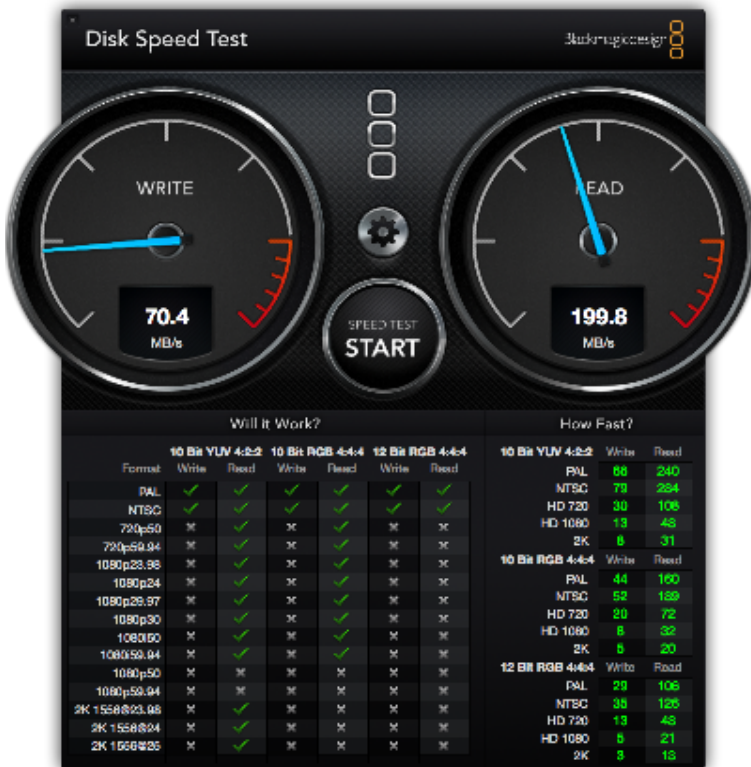 Disk Speed Test
Blackmagicdesign
WRITE
READ
70.4
MB/s
199.8
MB/s
SPEED TEST
START
Will it Work?
10 Bit YUV 4:2:2 10 Bit RGB 4:4:4 12 Bit RGB 4:4:4
Format Write Read Write Read Write Read
PAL
NTSC
720p50
720p59.94
1080p23.98
1080p24
1080p29.97
1080p30
1080i50
1080i59.94
1080p50
1080p59.94
2K 1556@23.98
2K 1556@24
2K 1556@25
How Fast?
10 Bit YUV 4:2:2 Write Read
PAL 68 240
NTSC 79 284
HD 720 30 106
HD 1080 13 48
2K 8 31
10 Bit RGB 4:4:4 Write Read
PAL 44 160
NTSC 52 189
HD 720 20 72
HD 1080 8 32
2K 5 20
12 Bit RGB 4:4:4 Write Read
PAL 29 106
NTSC 35 126
HD 720 13 48
HD 1080 5 21
2K 3 13